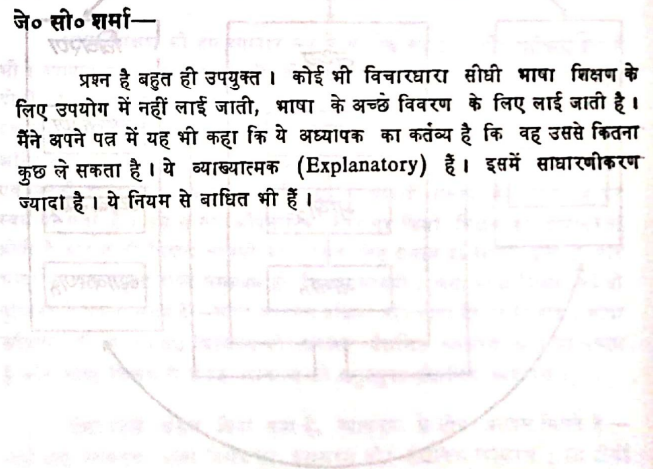 जे० सी० शर्मा—
प्रश्न है बहुत ही उपयुक्त । कोई भी विचारधारा सीधी भाषा शिक्षण के
लिए उपयोग में नहीं लाई जाती, भाषा के अच्छे विवरण के लिए लाई जाती है ।
मैंने अपने पत्र में यह भी कहा कि ये अध्यापक का कर्तव्य है कि वह उससे कितना
कुछ ले सकता है । ये व्याख्यात्मक (Explanatory) हैं । इसमें साधारणीकरण
ज्यादा है । ये नियम से बाधित भी हैं ।